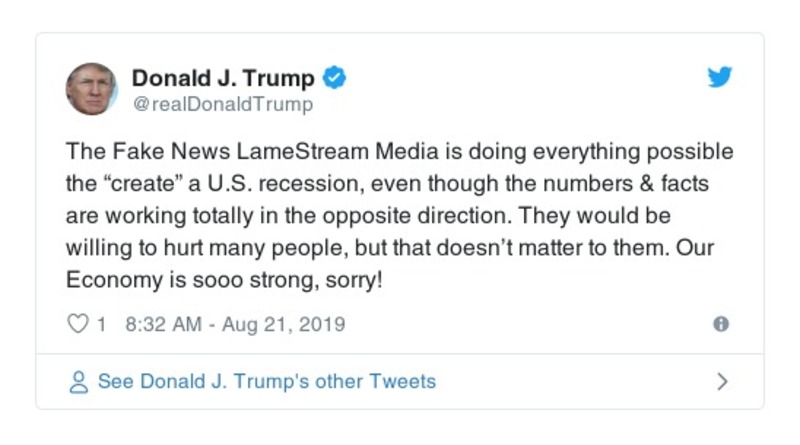 Donald J. Trump
@realDonaldTrump
The Fake News LameStream Media is doing everything possible
the “create” a U.S. recession, even though the numbers & facts
are working totally in the opposite direction. They would be
willing to hurt many people, but that doesn’t matter to them. Our
Economy is sooo strong, sorry!
1 8:32 AM - Aug 21, 2019
See Donald J. Trump's other Tweets